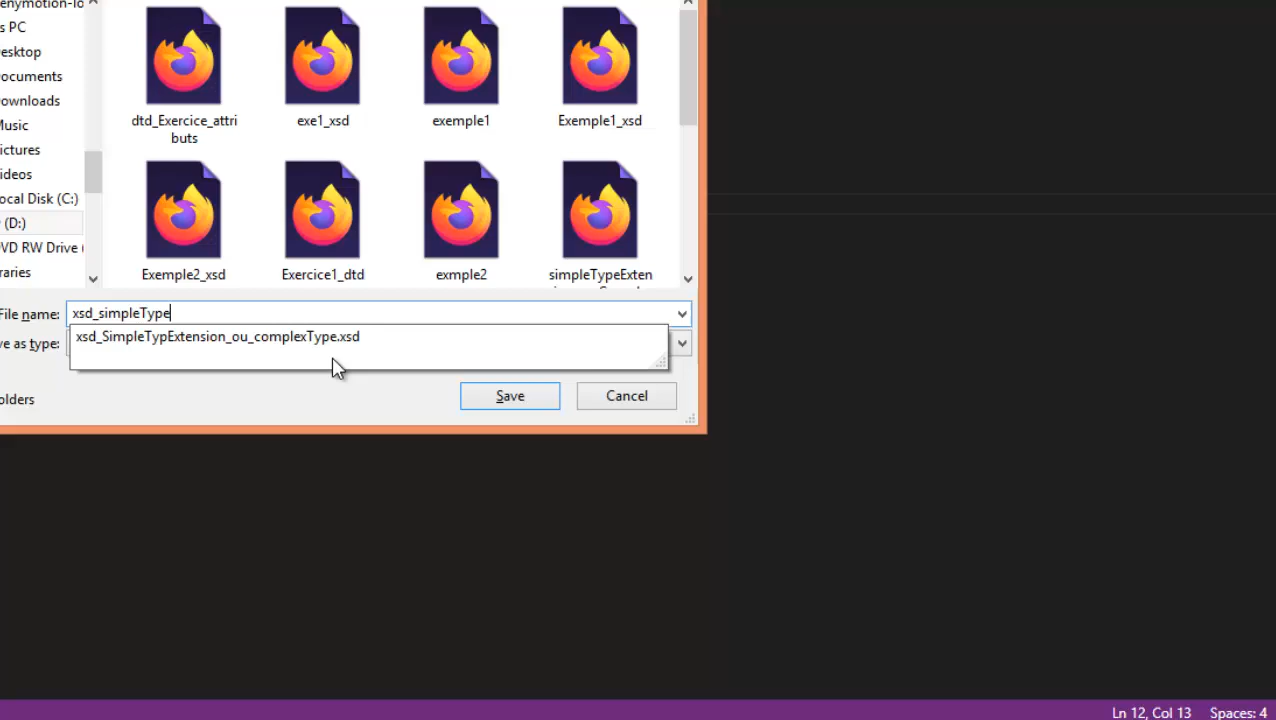 enymotion-lo
s PC
esktop
ocuments
ownloads
usic
ictures
ideos
ocal Disk (C:)
(D:)
VD RW Drive (
raries
dtd_Exercice_attri
buts
exe1_xsd
exemple1
Exemple1_xsd
Exemple2_xsd
Exercice1_dtd
exmple2
simpleTypeExten
File name:
xsd_simpleType
xsd_SimpleTypExtension_ou_complexType.xsd
ve as type:
olders
Save
Cancel
Ln 12, Col 13
Spaces: 4